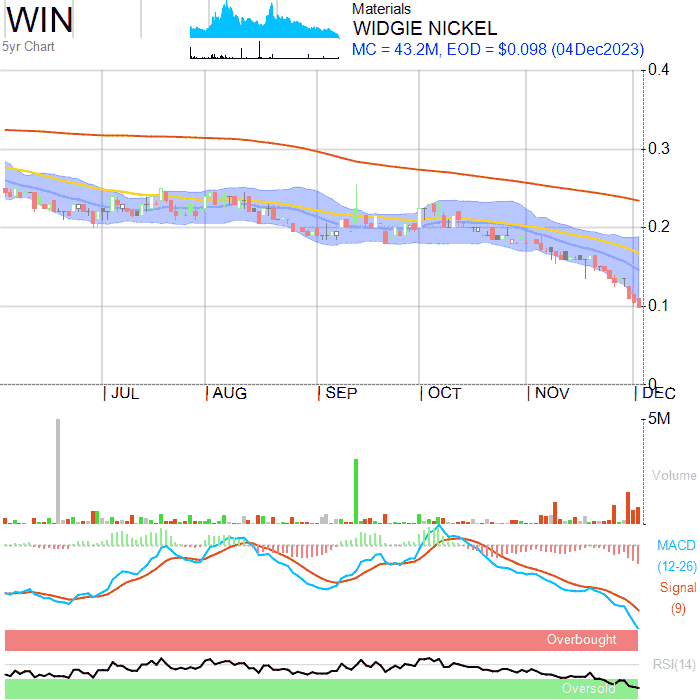 WIN
5yr Chart
Materials
WIDGIE NICKEL
MC = 43.2M, EOD = $0.098 (04Dec2023)
0.4
0.3
0.2
0.1
0
JUL AUG SEP OCT NOV DEC
5M
Volume
MACD
(12-26)
Signal
(9)
Overbought
RSI(14)
Oversold